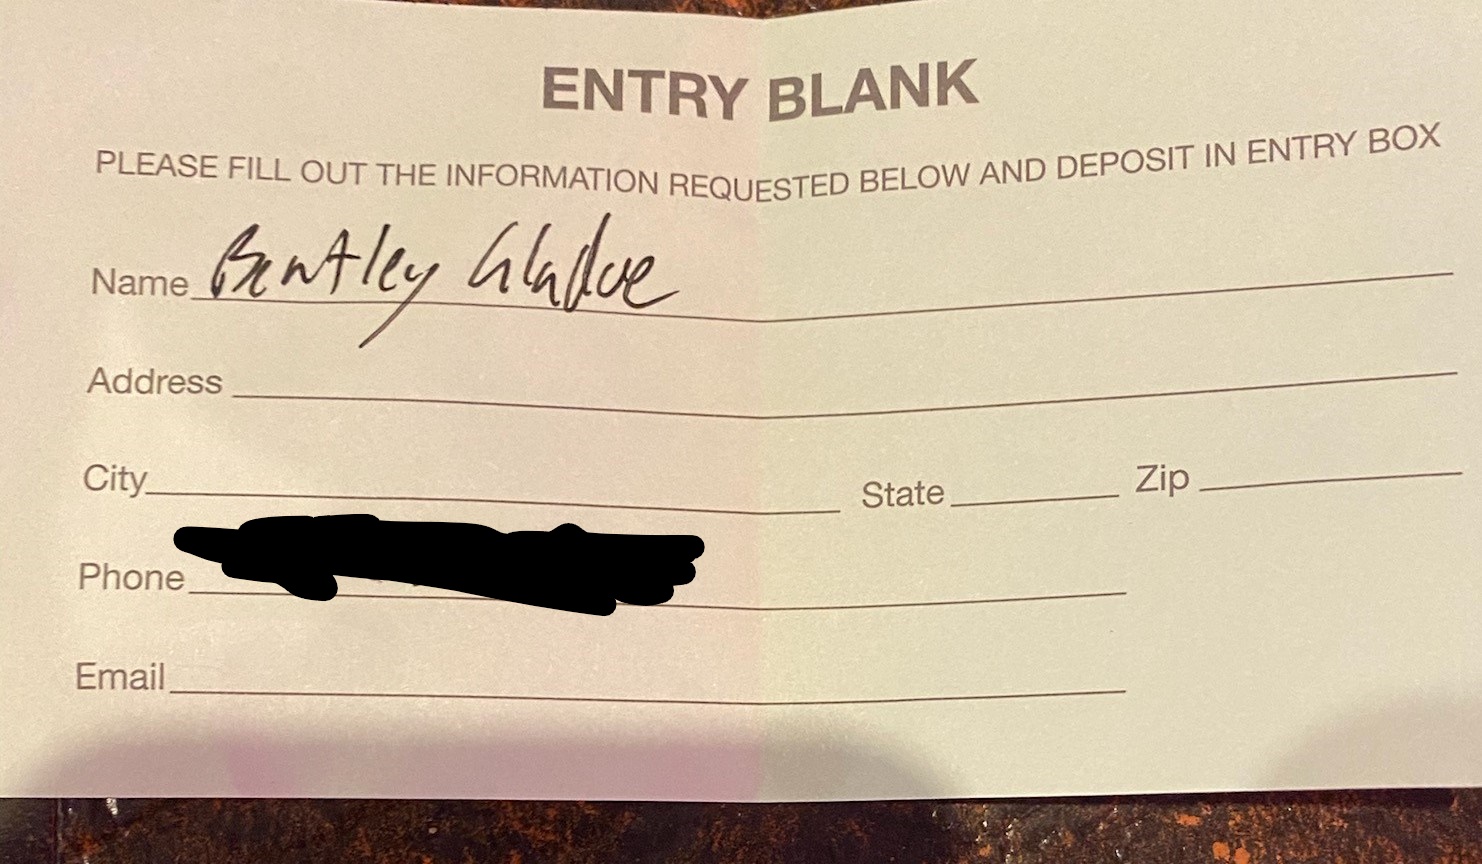 ENTRY BLANK
PLEASE FILL OUT THE INFORMATION REQUESTED BELOW AND DEPOSIT IN ENTRY BOX
Name Bentley
Address
City State Zip
Phone
Email